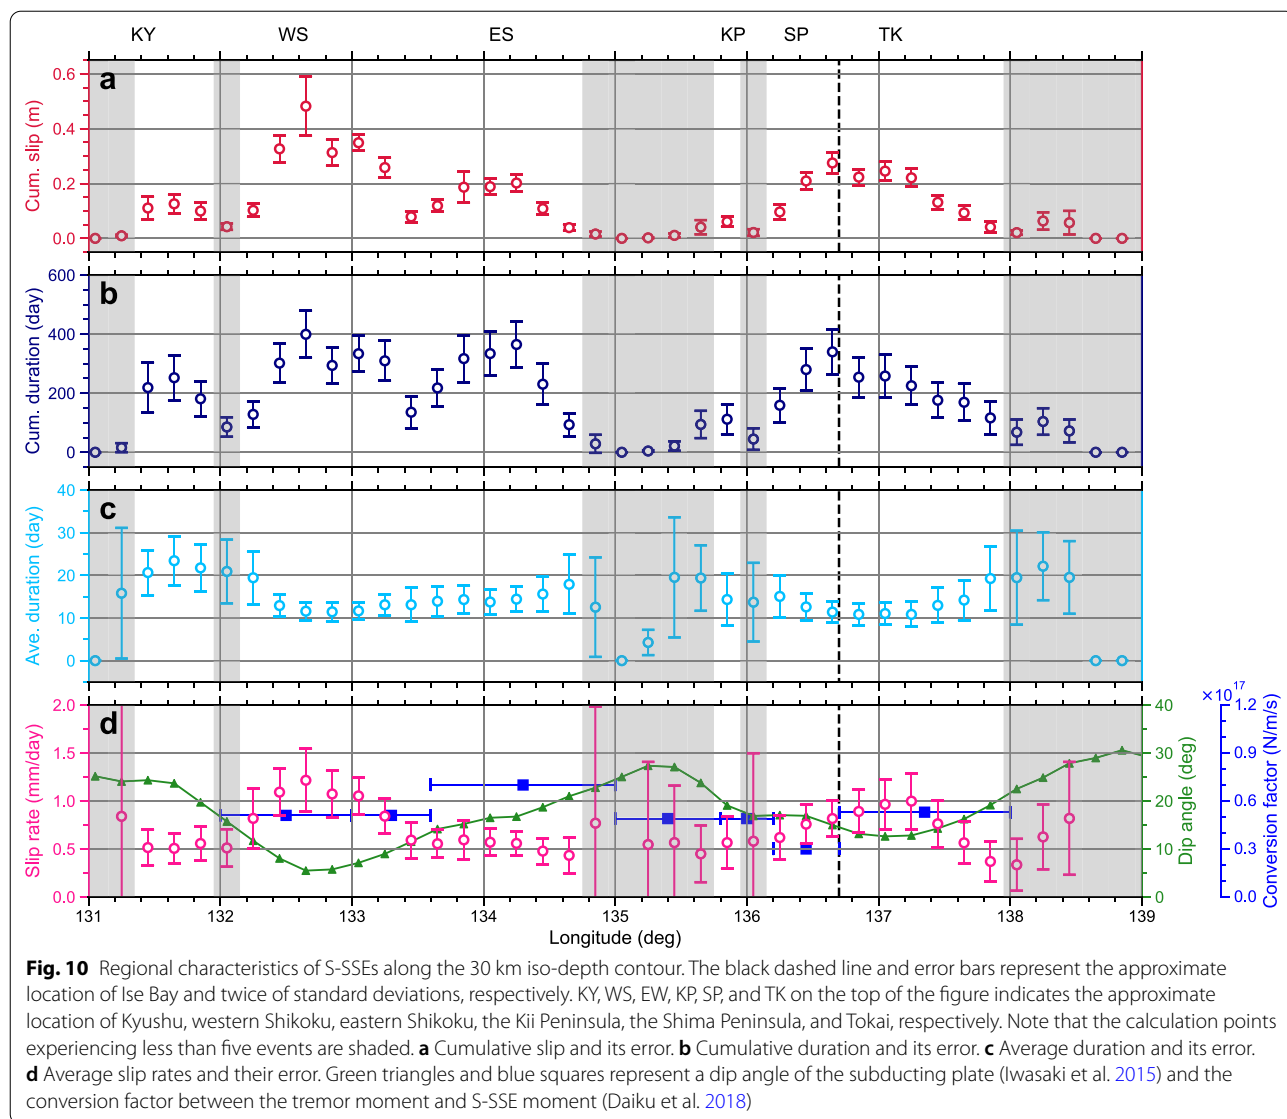 KY WS ES KP SP TK
a
Cum. slip (m)
0.6
0.4
0.2
0.0
b
Cum. duration (day)
600
400
200
0
c
Ave. duration (day)
40
30
20
10
0
d
Slip rate (mm/day)
2.0
1.5
1.0
0.5
0.0
40
30
20
10
0
Dip angle (deg)
×10¹⁷
1.2
0.9
0.6
0.3
0.0
Conversion factor (N/m/s)
131 132 133 134 135 136 137 138 139
Longitude (deg)
Fig. 10 Regional characteristics of S-SSEs along the 30 km iso-depth contour. The black dashed line and error bars represent the approximate
location of Ise Bay and twice of standard deviations, respectively. KY, WS, EW, KP, SP, and TK on the top of the figure indicates the approximate
location of Kyushu, western Shikoku, eastern Shikoku, the Kii Peninsula, the Shima Peninsula, and Tokai, respectively. Note that the calculation points
experiencing less than five events are shaded. a Cumulative slip and its error. b Cumulative duration and its error. c Average duration and its error.
d Average slip rates and their error. Green triangles and blue squares represent a dip angle of the subducting plate (Iwasaki et al. 2015) and the
conversion factor between the tremor moment and S-SSE moment (Daiku et al. 2018)